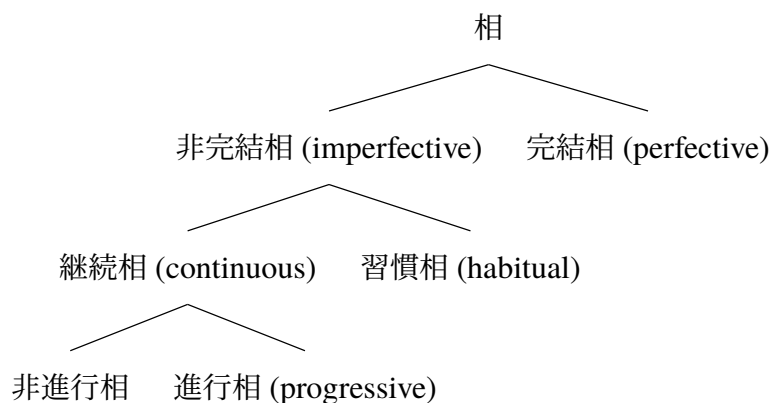 相
非完結相 (imperfective) 完結相 (perfective)
継続相 (continuous) 習慣相 (habitual)
非進行相 進行相 (progressive)